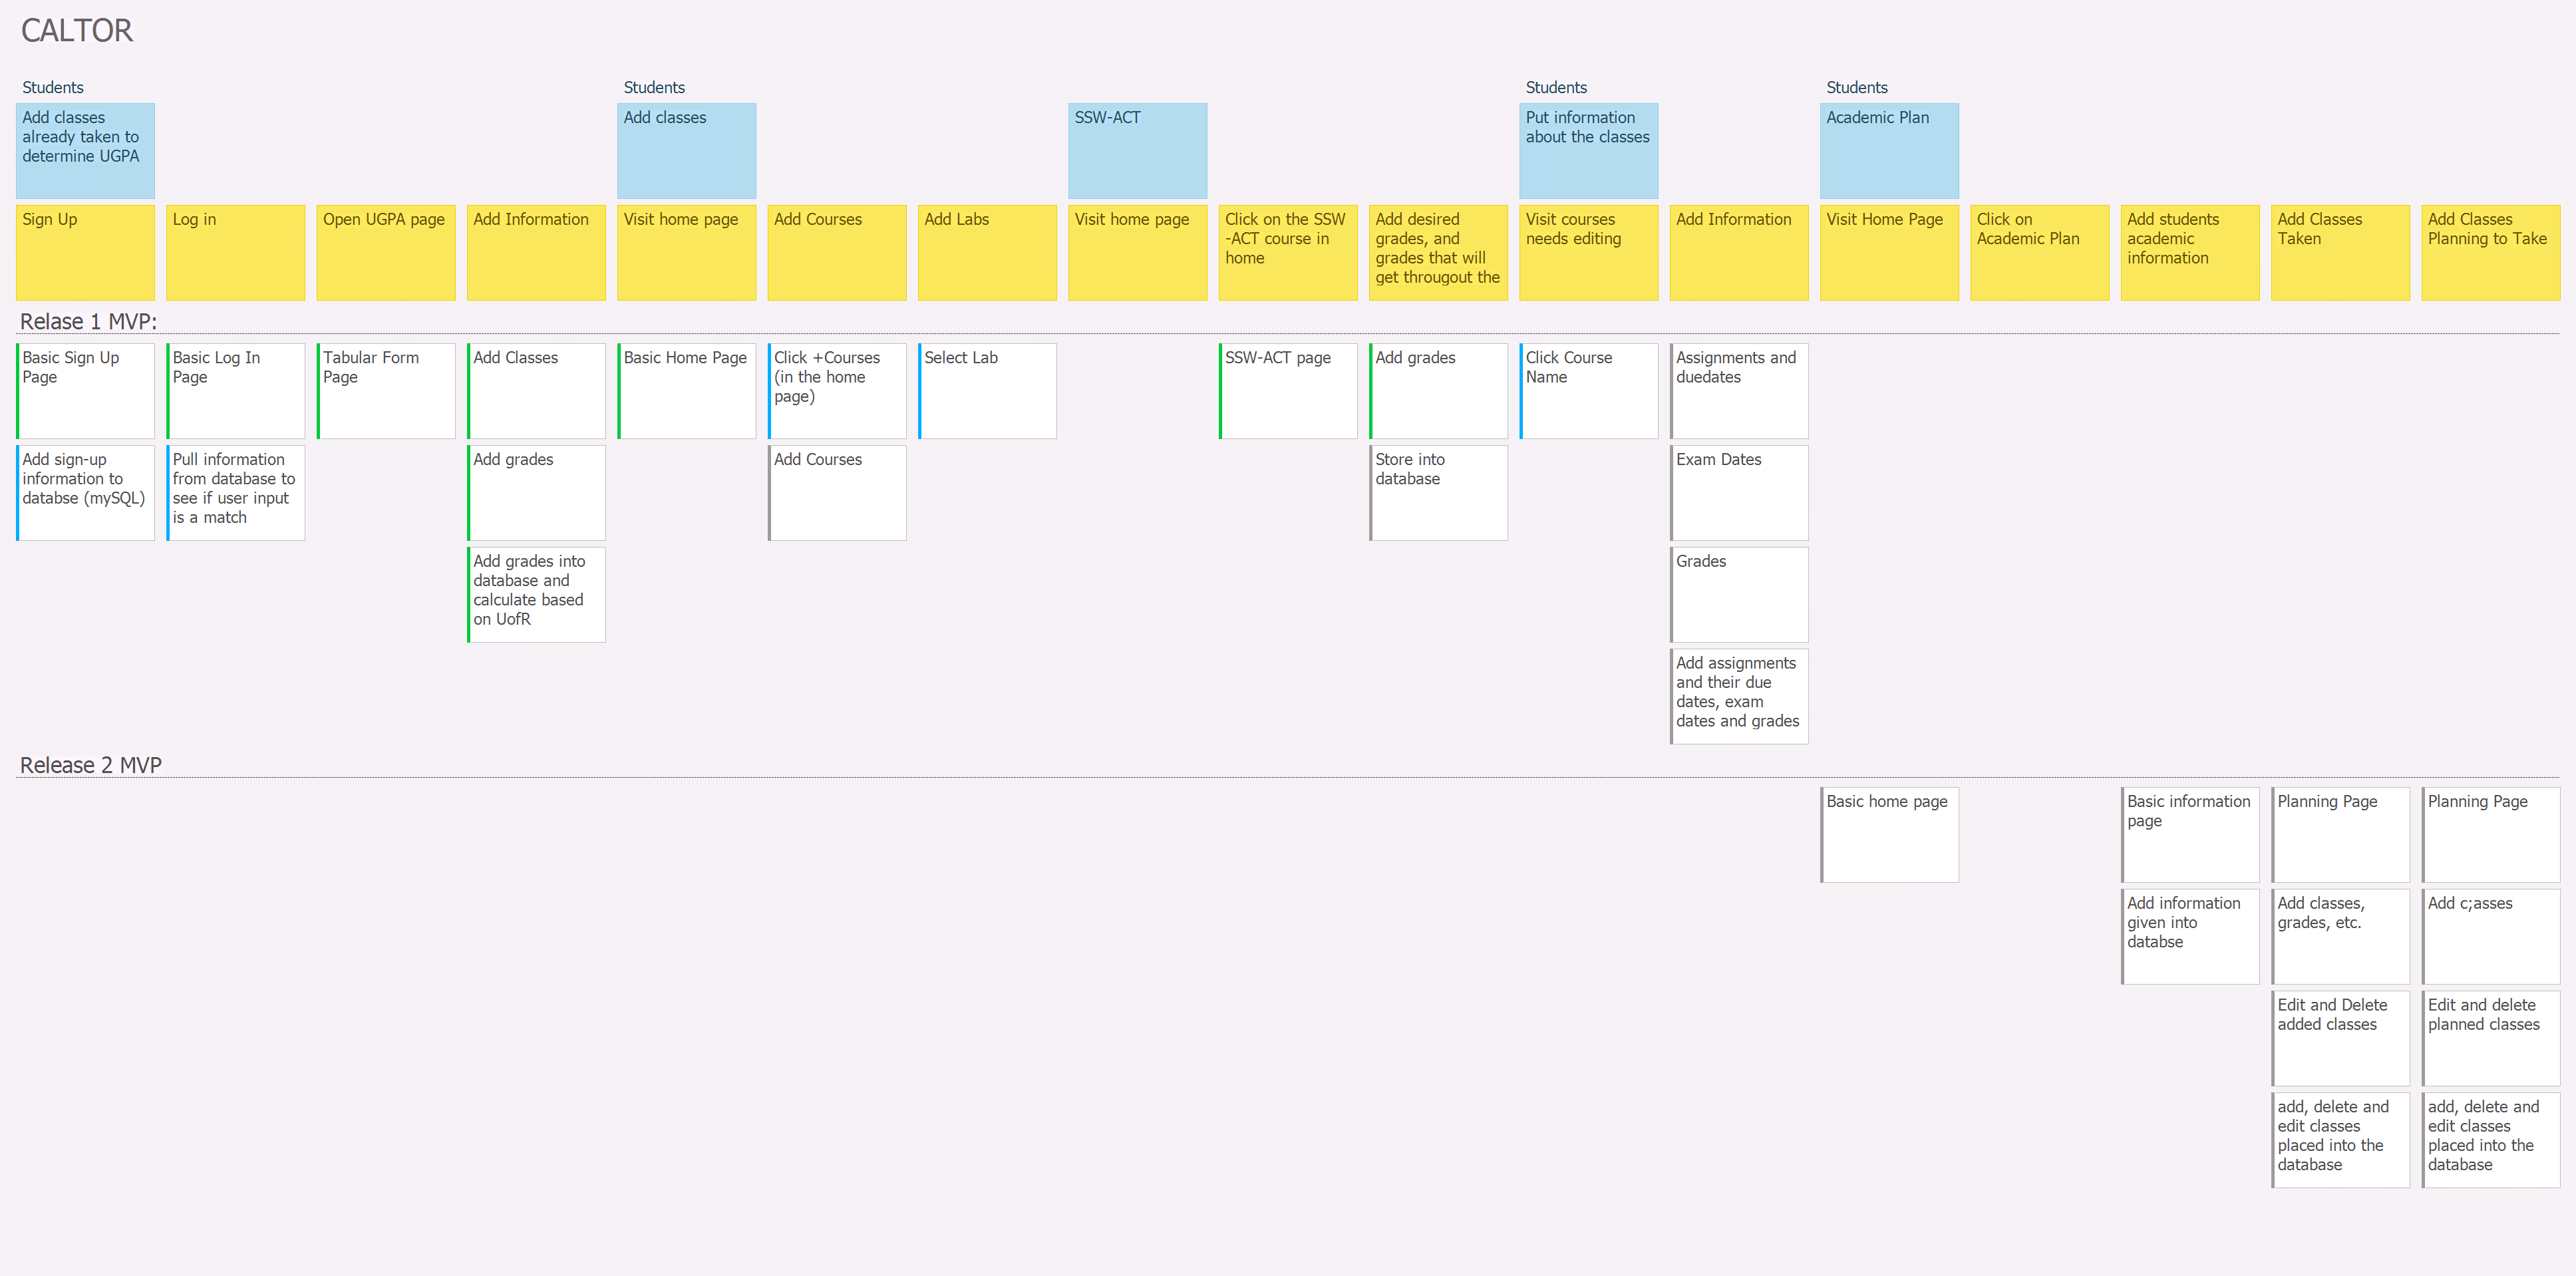 CALTOR
Students
Students
Students
Students
Add classes
already taken to
determine UGPA
Add classes
SSW-ACT
Put information
about the classes
Academic Plan
Sign Up
Log in
Open UGPA page
Add Information
Visit home page
Add Courses
Add Labs
Visit home page
Click on the SSW
-ACT course in
home
Add desired
grades, and
grades that will
get througout the
Visit courses
needs editing
Add Information
Visit Home Page
Click on
Academic Plan
Add students
academic
information
Add Classes
Taken
Add Classes
Planning to Take
Relase 1 MVP:
Basic Sign Up
Page
Basic Log In
Page
Tabular Form
Page
Add Classes
Basic Home Page
Click +Courses
(in the home
page)
Select Lab
SSW-ACT page
Add grades
Click Course
Name
Assignments and
duedates
Add sign-up
information to
databse (mySQL)
Pull information
from database to
see if user input
is a match
Add grades
Add Courses
Store into
database
Exam Dates
Add grades into
database and
calculate based
on UofR
Grades
Add assignments
and their due
dates, exam
dates and grades
Release 2 MVP
Basic home page
Basic information
page
Planning Page
Planning Page
Add information
given into
databse
Add classes,
grades, etc.
Add c;asses
Edit and Delete
added classes
Edit and delete
planned classes
add, delete and
edit classes
placed into the
database
add, delete and
edit classes
placed into the
database